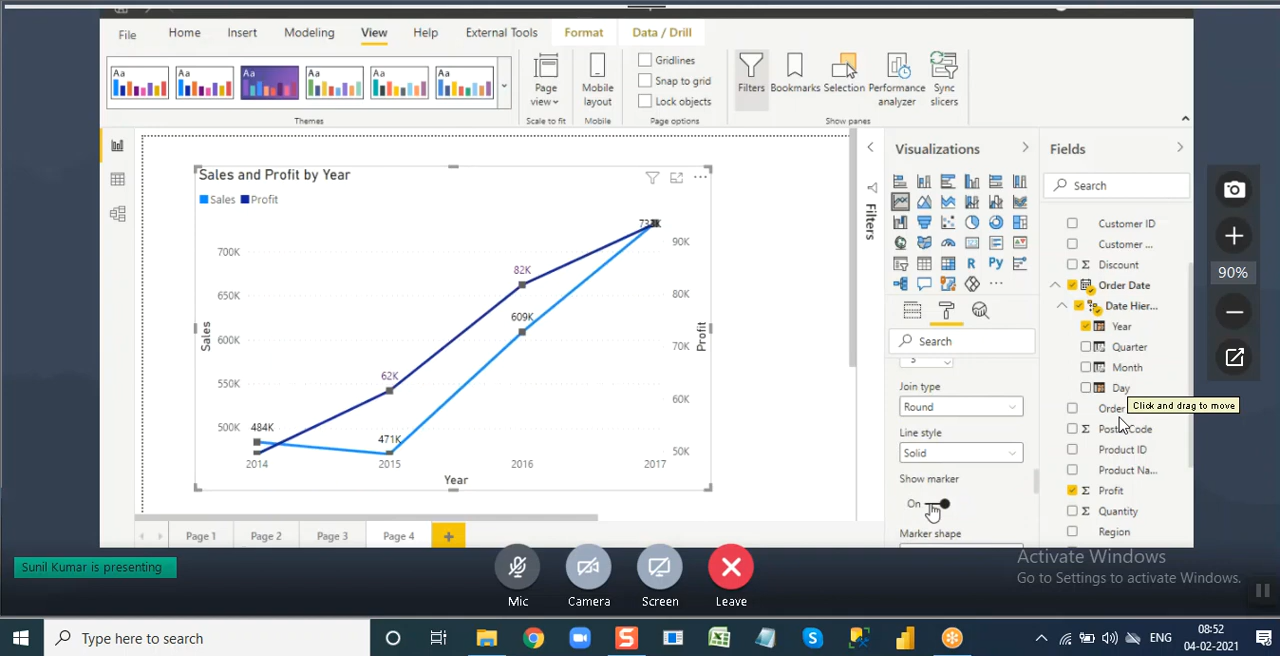 File
Home
Insert
Modeling
View
Help
External Tools
Format
Data / Drill
Aa
Aa
Aa
Aa
Aa
Aa
Themes
Page view
Scale to fit
Mobile layout
Mobile
Gridlines
Snap to grid
Lock objects
Page options
Filters
Bookmarks
Selection
Performance analyzer
Sync slicers
Show panes
Sales and Profit by Year
Sales
Profit
700K
650K
600K
550K
500K
Sales
484K
471K
62K
82K
609K
90K
80K
70K
60K
50K
Profit
2014
2015
2016
2017
Year
Filters
Visualizations
R
Py
Search
Join type
Round
Line style
Solid
Show marker
On
Marker shape
Fields
Search
Customer ID
Customer ...
Σ Discount
Order Date
Date Hier...
Year
Quarter
Month
Day
Click and drag to move
Order
Σ
Product ID
Product Na...
Σ Profit
Σ Quantity
Region
90%
Page 1
Page 2
Page 3
Page 4
Sunil Kumar is presenting
Mic
Camera
Screen
Leave
Activate Windows
Go to Settings to activate Windows.
Type here to search
ENG
08:52
04-02-2021